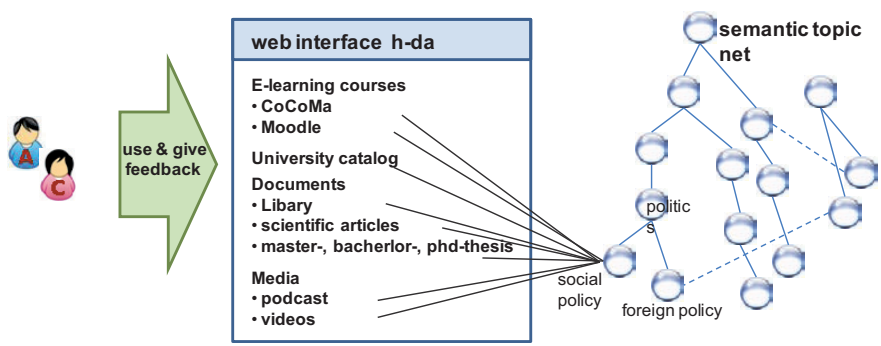 web interface h-da
E-learning courses
• CoCoMa
• Moodle
University catalog
Documents
• Libary
• scientific articles
• master-, bacherlor-, phd-thesis
Media
• podcast
• videos
use & give
feedback
A
C
semantic topic
net
politic
s
social
policy
foreign policy